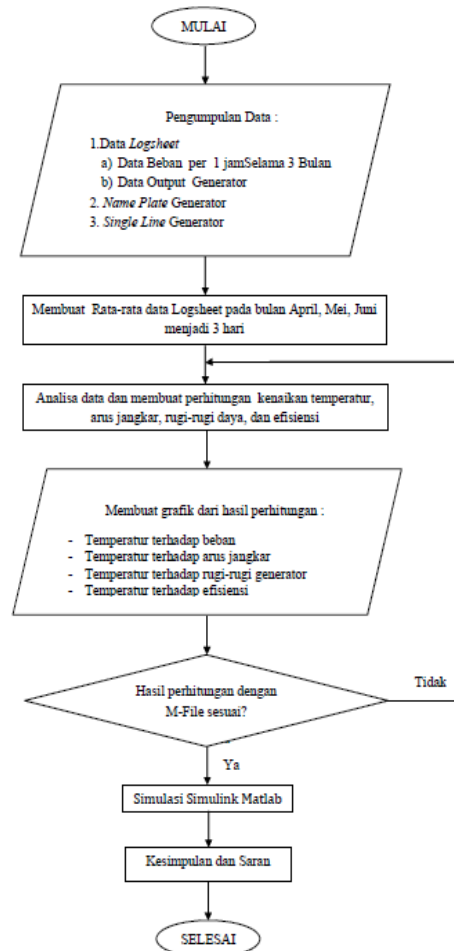 MULAI
Pengumpulan Data :
1.Data Logsheet
a) Data Beban per 1 jamSelama 3 Bulan
b) Data Output Generator
2. Name Plate Generator
3. Single Line Generator
Membuat Rata-rata data Logsheet pada bulan April, Mei, Juni
menjadi 3 hari
Analisa data dan membuat perhitungan kenaikan temperatur,
arus jangkar, rugi-rugi daya, dan efisiensi
Membuat grafik dari hasil perhitungan :
- Temperatur terhadap beban
- Temperatur terhadap arus jangkar
- Temperatur terhadap rugi-rugi generator
- Temperatur terhadap efisiensi
Hasil perhitungan dengan
M-File sesuai?
Tidak
Ya
Simulasi Simulink Matlab
Kesimpulan dan Saran
SELESAI